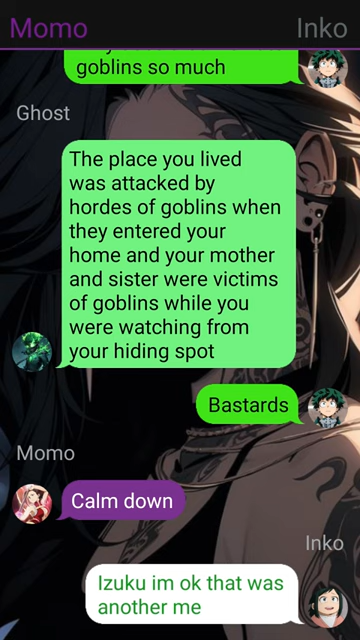 Momo Inko
goblins so much
Ghost
The place you lived
was attacked by
hordes of goblins when
they entered your
home and your mother
and sister were victims
of goblins while you
were watching from
your hiding spot
Bastards
Momo
Calm down
Inko
Izuku im ok that was
another me